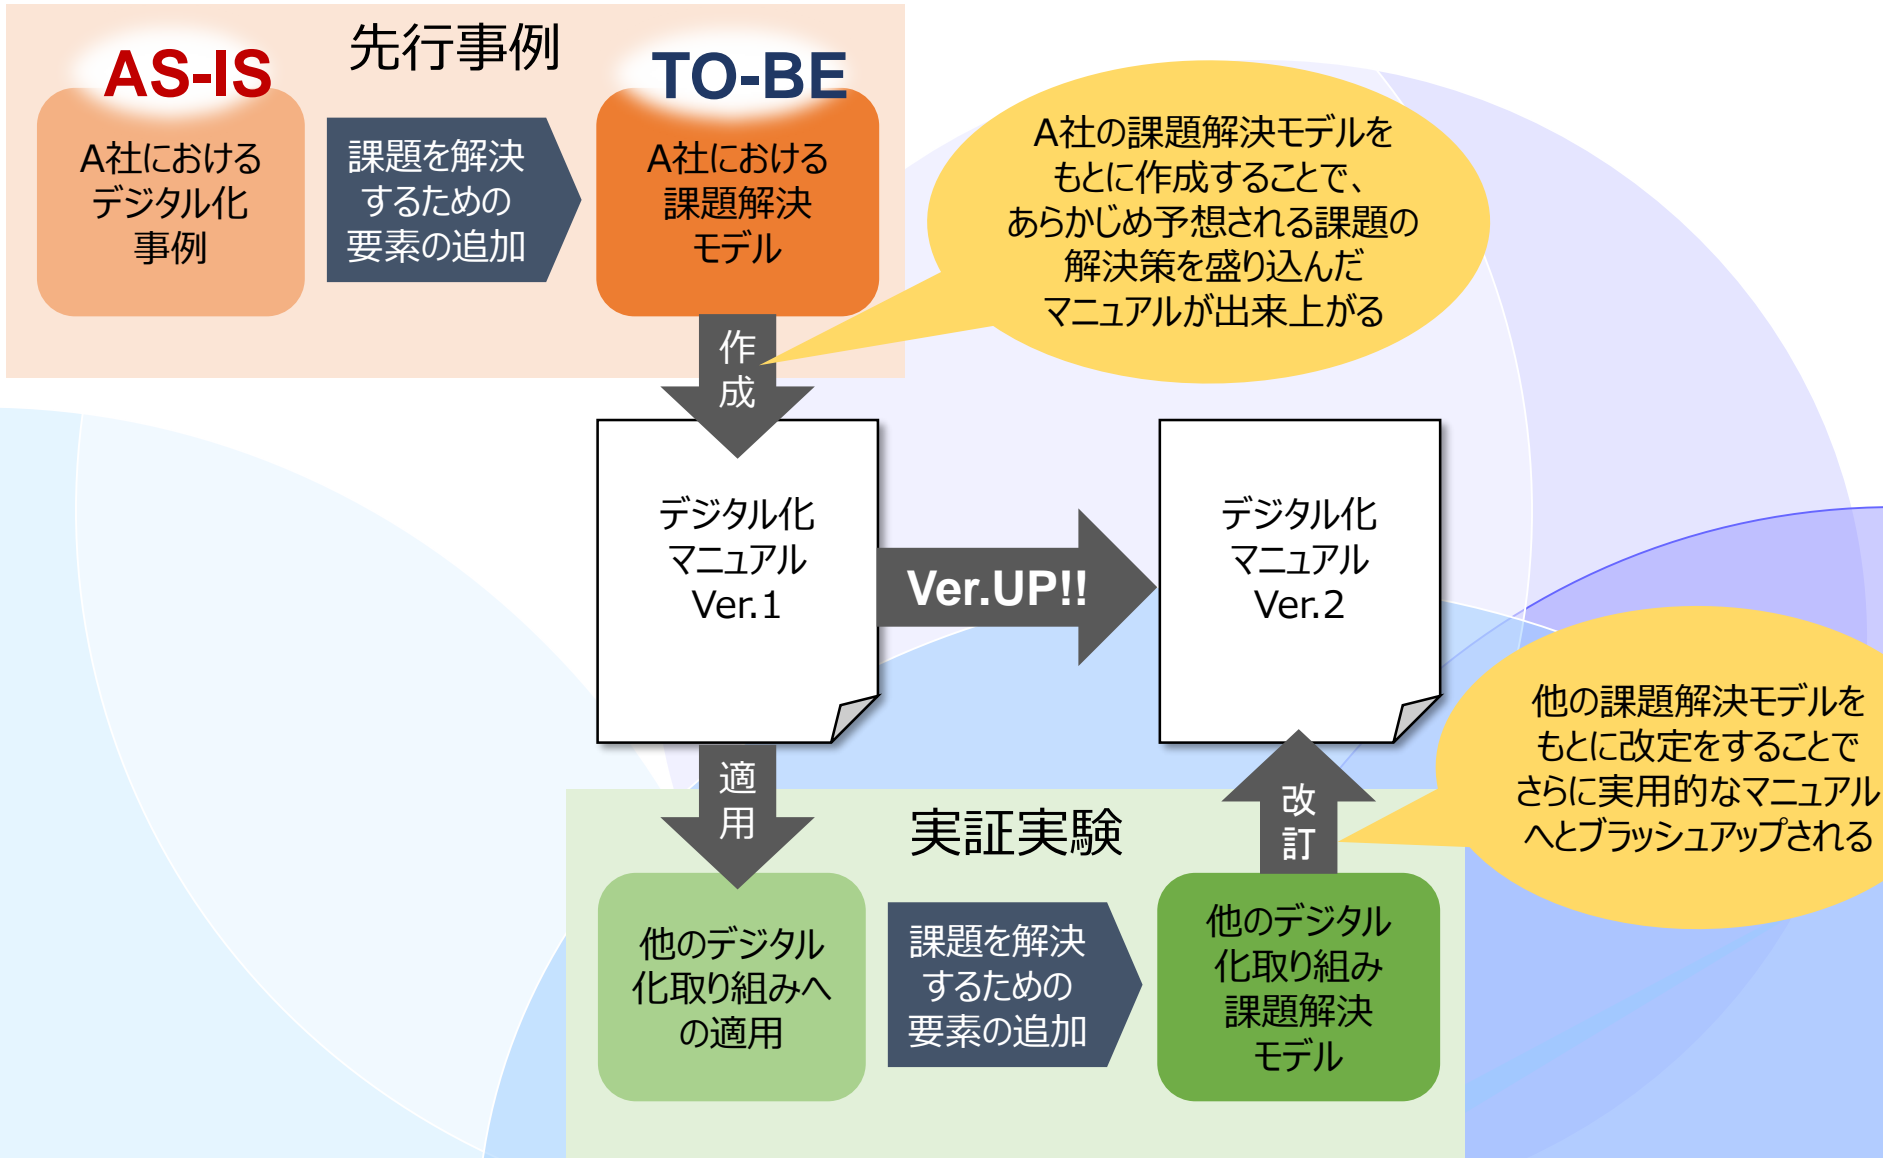 先行事例
AS-IS
TO-BE
A社における
デジタル化
事例
課題を解決
するための
要素の追加
A社における
課題解決
モデル
A社の課題解決モデルを
もとに作成することで、
あらかじめ予想される課題の
解決策を盛り込んだ
マニュアルが出来上がる
作
成
デジタル化
マニュアル
Ver.1
Ver.UP!!
デジタル化
マニュアル
Ver.2
他の課題解決モデルを
もとに改定をすることで
さらに実用的なマニュアル
へとブラッシュアップされる
適
用
実証実験
改
訂
他のデジタル
化取り組みへ
の適用
課題を解決
するための
要素の追加
他のデジタル
化取り組み
課題解決
モデル